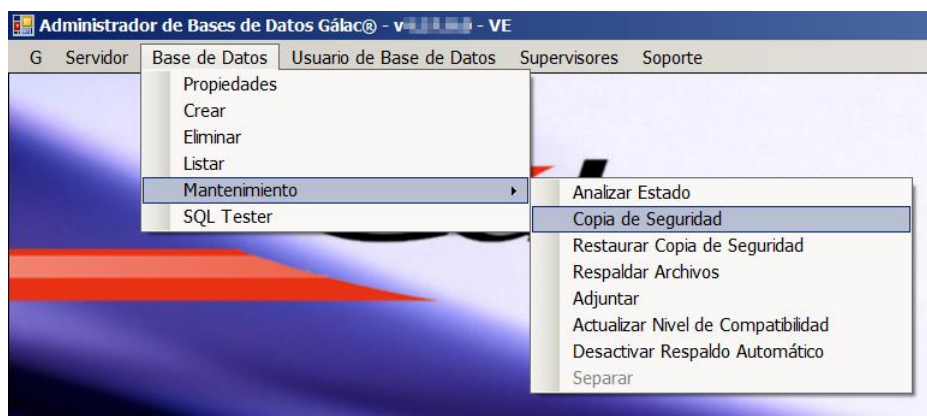 Administrador de Bases de Datos Gálac® - v - VE
G Servidor Base de Datos Usuario de Base de Datos Supervisores Soporte
Propiedades
Crear
Eliminar
Listar
Mantenimiento
SQL Tester
Analizar Estado
Copia de Seguridad
Restaurar Copia de Seguridad
Respaldar Archivos
Adjuntar
Actualizar Nivel de Compatibilidad
Desactivar Respaldo Automático
Separar